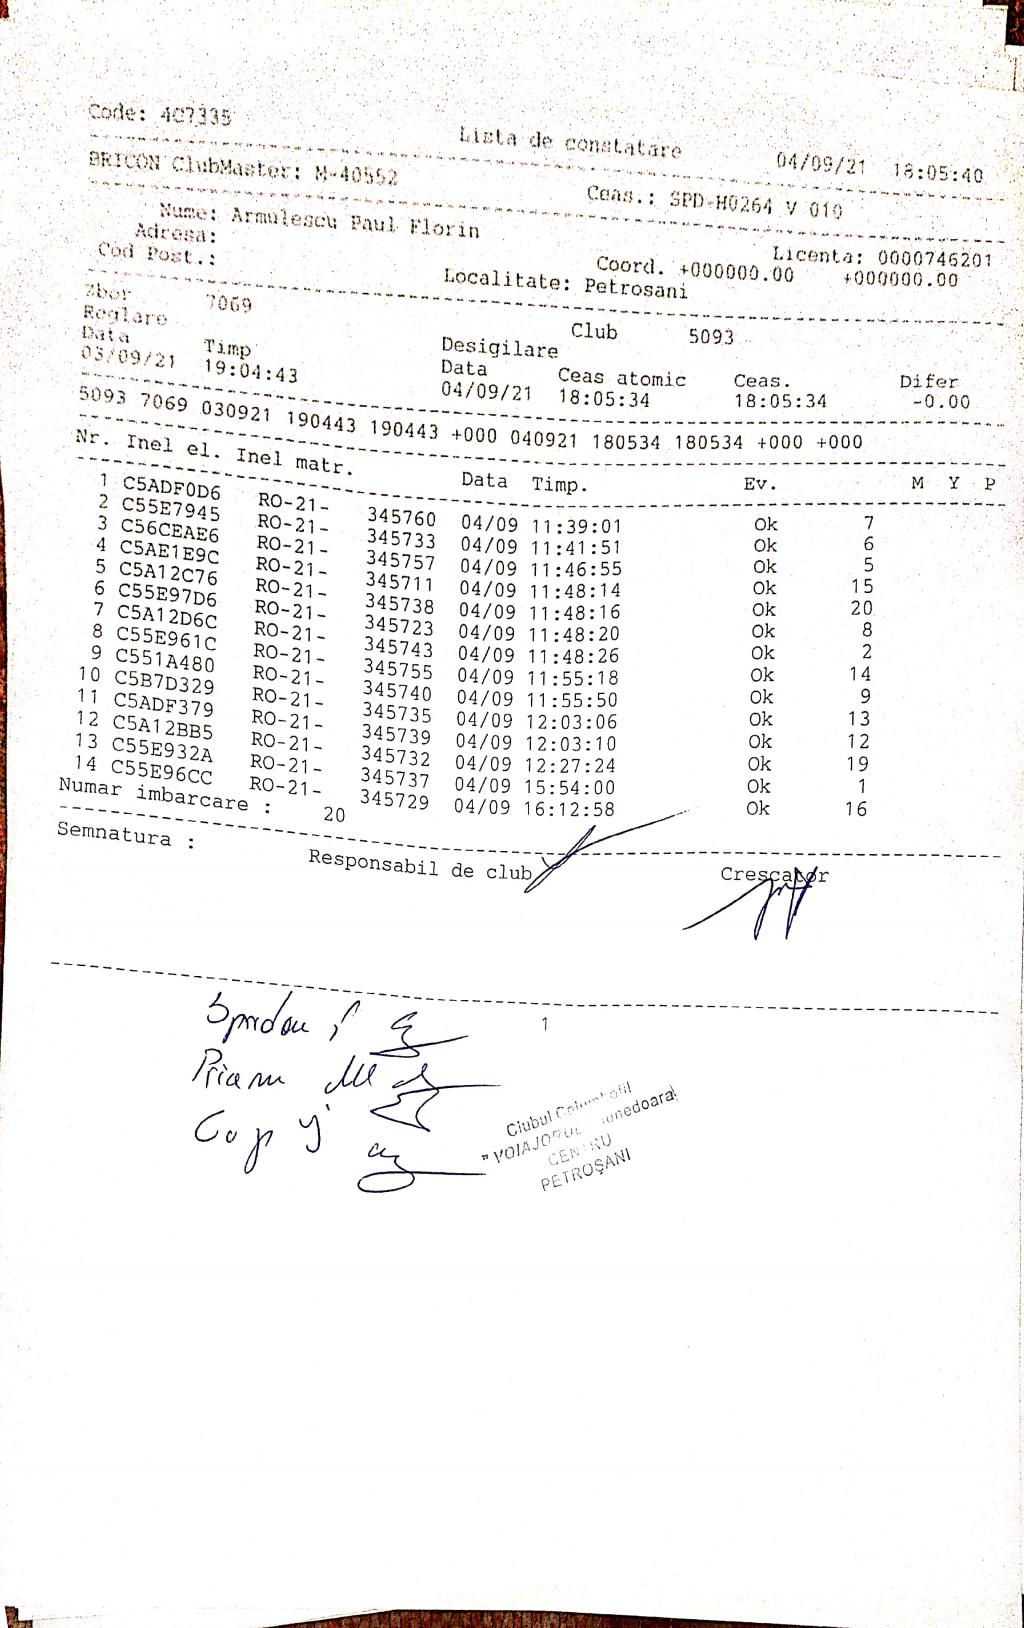 Code: 4C7335
Lista de constatare 04/09/21 18:05:40
BRICON ClubMaster: M-40552 Ceas.: SPD-H0264 V 010
Nume: Armulescu Paul Florin Licenta: 0000746201
Adresa: Coord. +000000.00 +000000.00
Cod Post.: Localitate: Petrosani
Zbor 7069 Club 5093
Reglare Desigilare
Data Timp Data Ceas atomic Ceas. Difer
03/09/21 19:04:43 04/09/21 18:05:34 18:05:34 -0.00
5093 7069 030921 190443 190443 +000 040921 180534 180534 +000 +000
Nr. Inel el. Inel matr. Data Timp. Ev. M Y P
1 C5ADF0D6 RO-21- 345760 04/09 11:39:01 Ok 7
2 C55E7945 RO-21- 345733 04/09 11:41:51 Ok 6
3 C56CEAE6 RO-21- 345757 04/09 11:46:55 Ok 5
4 C5AE1E9C RO-21- 345711 04/09 11:48:14 Ok 15
5 C5A12C76 RO-21- 345738 04/09 11:48:16 Ok 20
6 C55E97D6 RO-21- 345723 04/09 11:48:20 Ok 8
7 C5A12D6C RO-21- 345743 04/09 11:48:26 Ok 2
8 C55E961C RO-21- 345755 04/09 11:55:18 Ok 14
9 C551A480 RO-21- 345740 04/09 11:55:50 Ok 9
10 C5B7D329 RO-21- 345735 04/09 12:03:06 Ok 13
11 C5ADF379 RO-21- 345739 04/09 12:03:10 Ok 12
12 C5A12BB5 RO-21- 345732 04/09 12:27:24 Ok 19
13 C55E932A RO-21- 345737 04/09 15:54:00 Ok 1
14 C55E96CC RO-21- 345729 04/09 16:12:58 Ok 16
Numar imbarcare : 20
Semnatura : Responsabil de club Crescator
1
Clubul
CENTRU
PETROȘANI